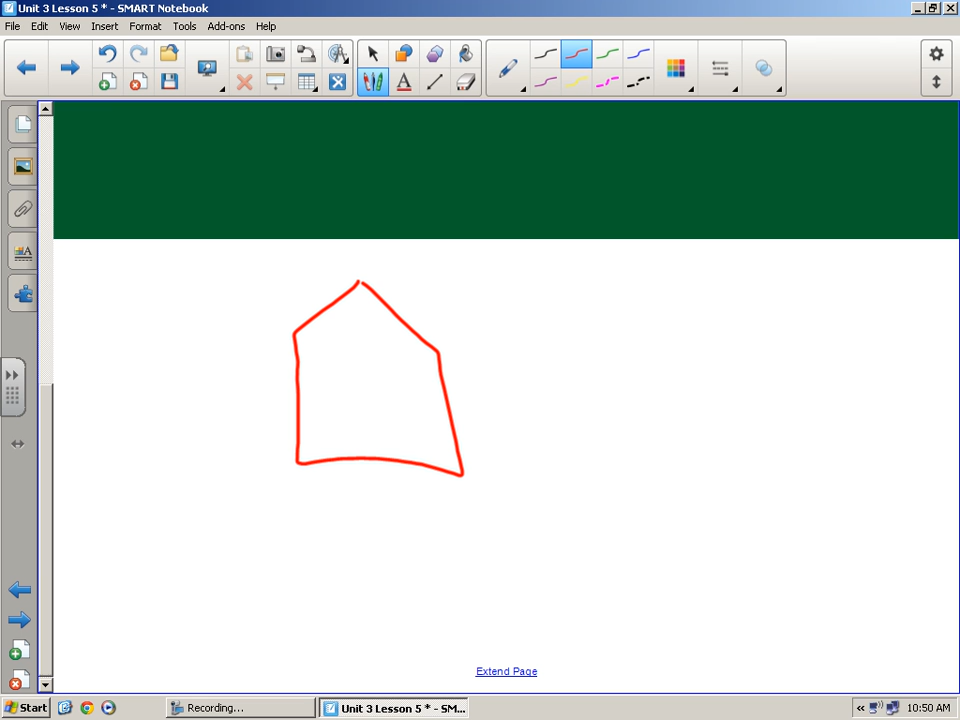 Unit 3 Lesson 5 * - SMART Notebook
File Edit View Insert Format Tools Add-ons Help
A
A
Extend Page
Start Recording... Unit 3 Lesson 5 * - SM... « 10:50 AM